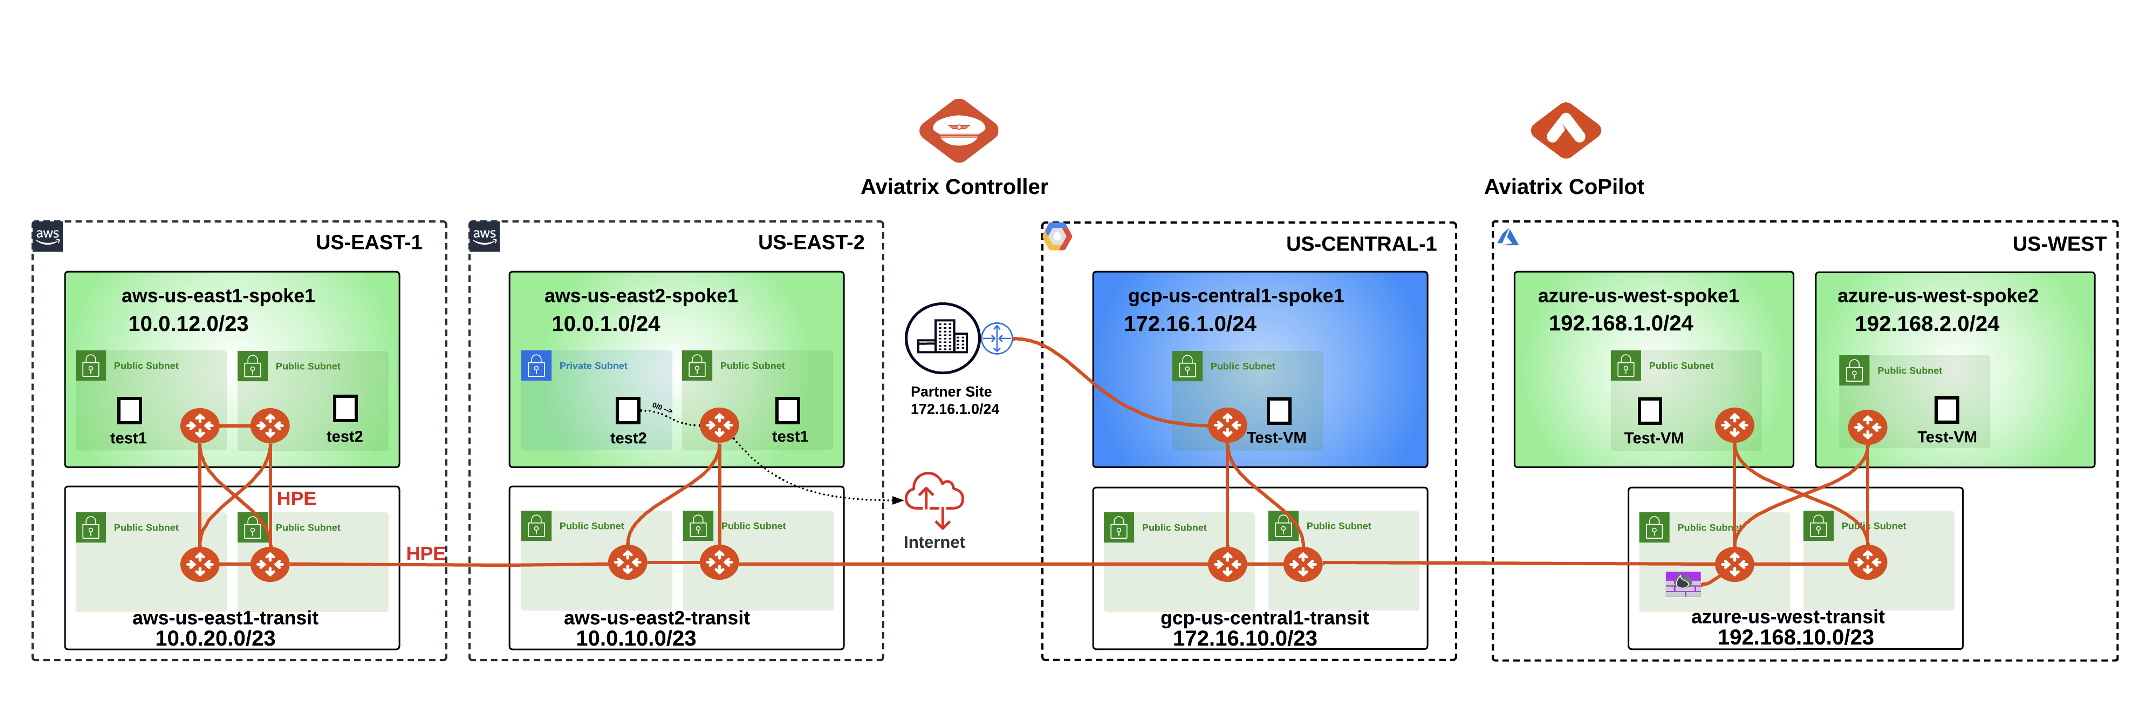 Aviatrix Controller
Aviatrix CoPilot
aws
US-EAST-1
aws-us-east1-spoke1
10.0.12.0/23
Public Subnet
Public Subnet
test1
test2
HPE
Public Subnet
Public Subnet
HPE
aws-us-east1-transit
10.0.20.0/23
aws
US-EAST-2
aws-us-east2-spoke1
10.0.1.0/24
Private Subnet
Public Subnet
0/0
test2
test1
Public Subnet
Public Subnet
aws-us-east2-transit
10.0.10.0/23
Partner Site
172.16.1.0/24
Internet
US-CENTRAL-1
gcp-us-central1-spoke1
172.16.1.0/24
Public Subnet
Test-VM
Public Subnet
Public Subnet
gcp-us-central1-transit
172.16.10.0/23
US-WEST
azure-us-west-spoke1
192.168.1.0/24
Public Subnet
Test-VM
azure-us-west-spoke2
192.168.2.0/24
Public Subnet
Test-VM
Public Subnet
Public Subnet
azure-us-west-transit
192.168.10.0/23